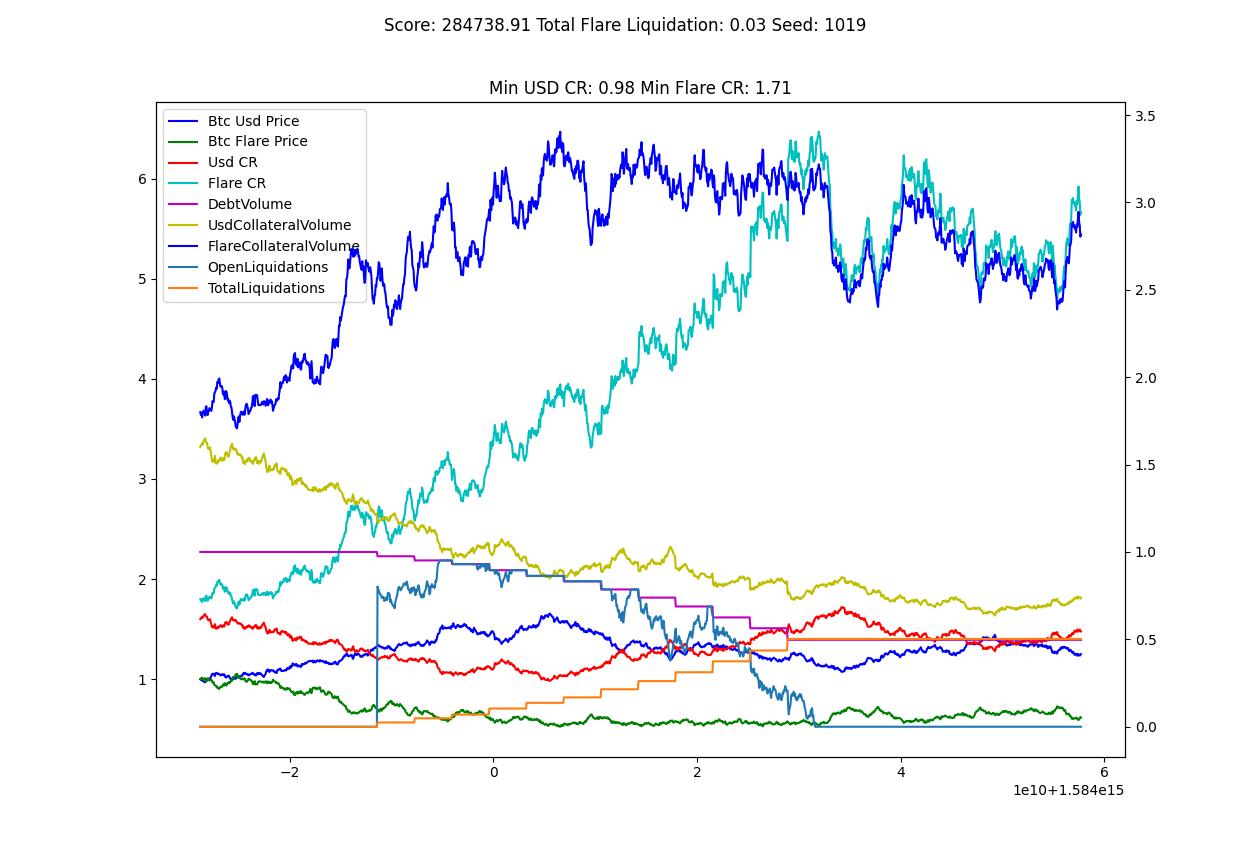 Score: 284738.91 Total Flare Liquidation: 0.03 Seed: 1019
Min USD CR: 0.98 Min Flare CR: 1.71
Btc Usd Price
Btc Flare Price
Usd CR
Flare CR
DebtVolume
UsdCollateralVolume
FlareCollateralVolume
OpenLiquidations
TotalLiquidations
6
5
4
3
2
1
3.5
3.0
2.5
2.0
1.5
1.0
0.5
0.0
−2
0
2
4
6
1e10+1.584e15